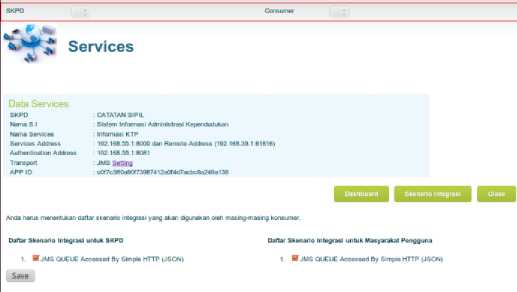 SKPD Consumer
Services
Data Services
SKPD : CATATAN SIPIL
Nama S.I : Sistem Informasi Administrasi Kependudukan
Nama Services : Informasi KTP
Services Address : 192.168.55.1:8000 dan Remote Address (192.168.39.1:61616)
Authentication Address : 192.168.55.1:8081
Transport : JMS Setting
APP ID :
Dashboard Skenario Integrasi Close
Anda harus menentukan daftar skenario integrasi yang akan digunakan oleh masing-masing konsumer.
Daftar Skenario Integrasi untuk SKPD Daftar Skenario Integrasi untuk Masyarakat Pengguna
1. JMS QUEUE Accessed By Simple HTTP (JSON) 1. JMS QUEUE Accessed By Simple HTTP (JSON)
Save